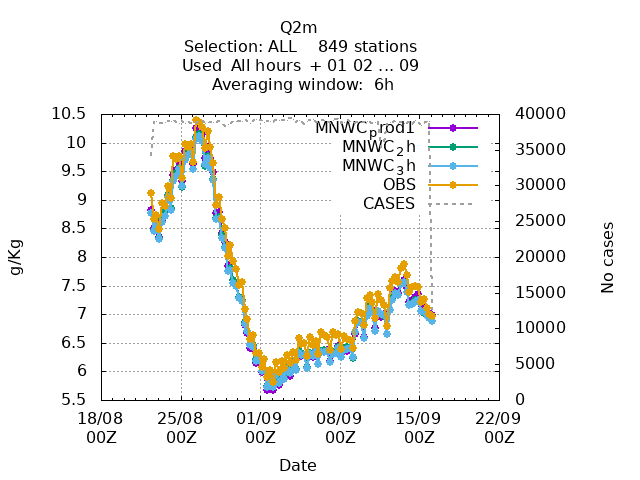 Q2m
Selection: ALL    849 stations
Used  All hours  + 01 02 ... 09
Averaging window:  6h
10.5
10
9.5
9
8.5
8
7.5
7
6.5
6
5.5
40000
35000
30000
25000
20000
15000
10000
5000
0
MNWC_prod1
MNWC_2h
MNWC_3h
OBS
CASES
g/Kg
No cases
18/08 25/08 01/09 08/09 15/09 22/09
00Z 00Z 00Z 00Z 00Z 00Z
Date